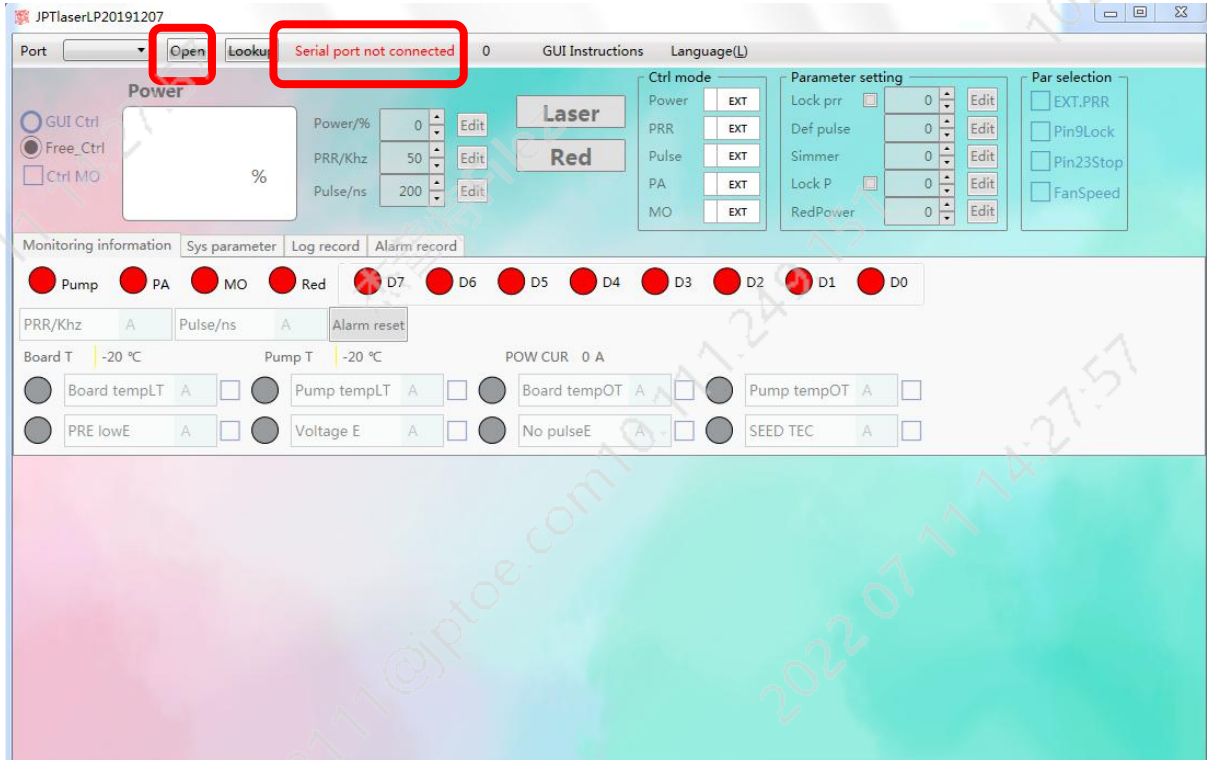 JPTlaserLP20191207
Port Open Lookup Serial port not connected 0 GUI Instructions Language(L)
Power
GUI Ctrl
Free_Ctrl
Ctrl MO
%
Power/% 0 Edit
PRR/Khz 50 Edit
Pulse/ns 200 Edit
Laser
Red
Ctrl mode
Power EXT
PRR EXT
Pulse EXT
PA EXT
MO EXT
Parameter setting
Lock prr 0 Edit
Def pulse 0 Edit
Simmer 0 Edit
Lock P 0 Edit
RedPower 0 Edit
Par selection
EXT.PRR
Pin9Lock
Pin23Stop
FanSpeed
Monitoring information Sys parameter Log record Alarm record
Pump PA MO Red D7 D6 D5 D4 D3 D2 D1 D0
PRR/Khz A Pulse/ns A Alarm reset
Board T -20 ℃ Pump T -20 ℃ POW CUR 0 A
Board tempLT A Pump tempLT A Board tempOT A Pump tempOT A
PRE lowE A Voltage E A No pulseE A SEED TEC A
2022 07 11 14:27:57